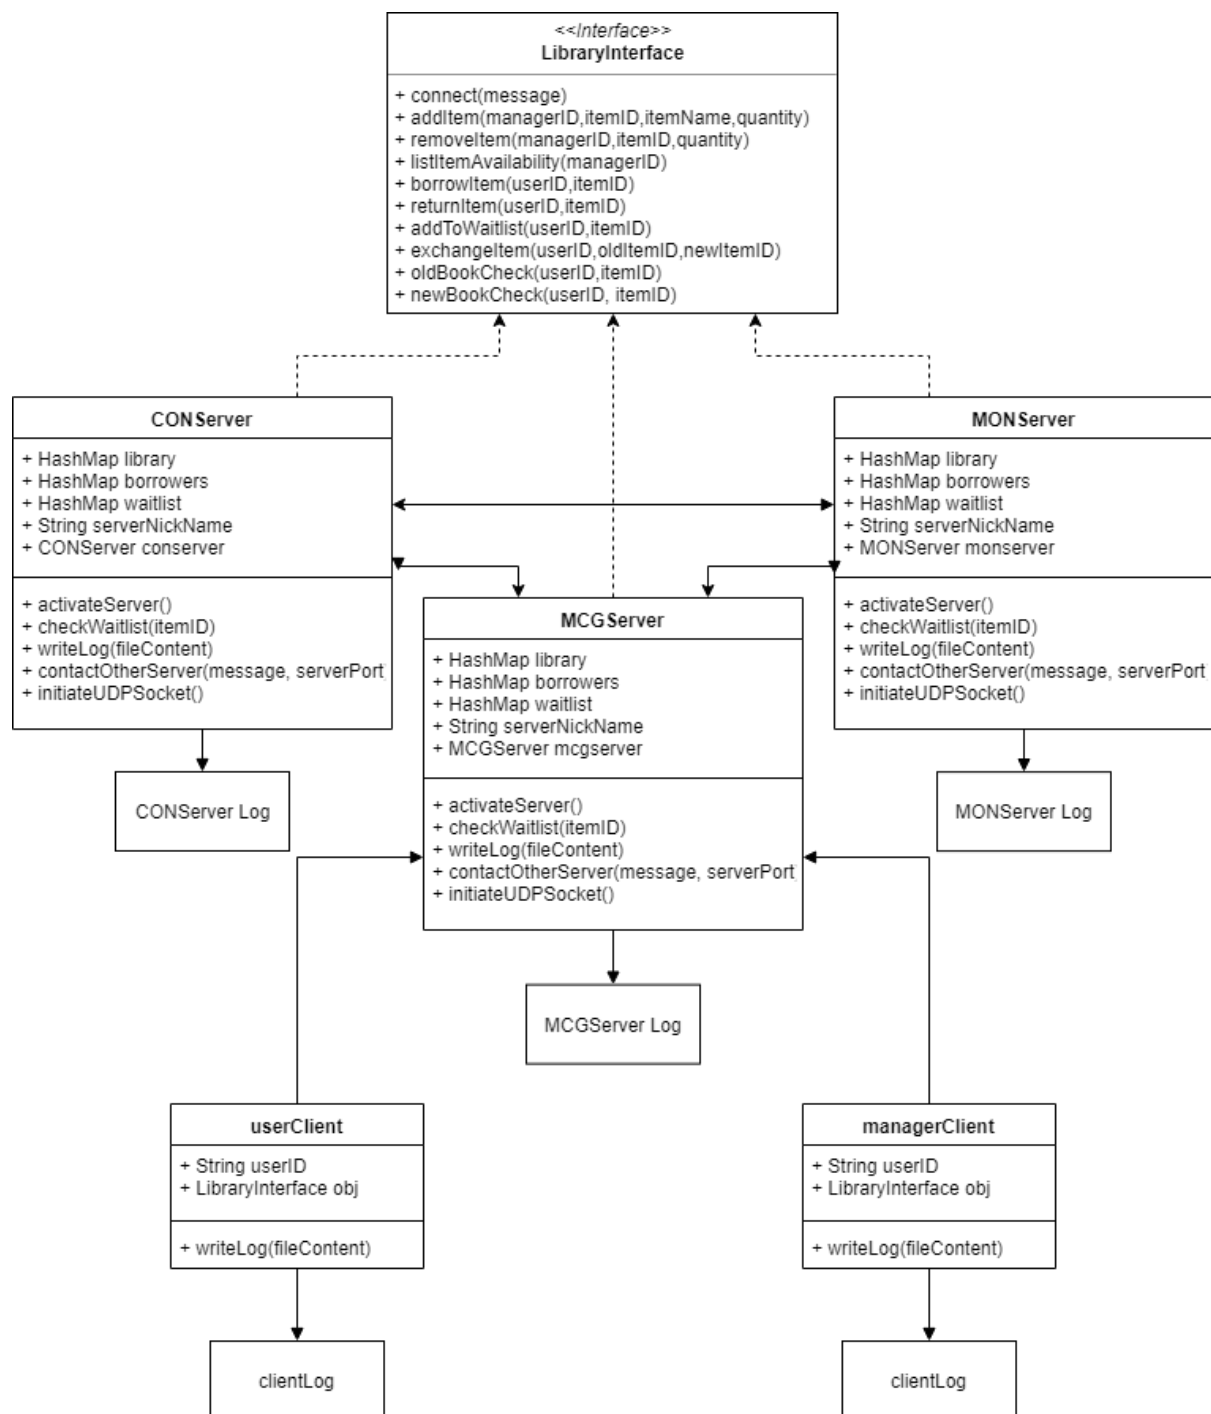 <<Interface>>
LibraryInterface
+ connect(message)
+ addItem(managerID,itemID,itemName,quantity)
+ removeItem(managerID,itemID,quantity)
+ listItemAvailability(managerID)
+ borrowItem(userID,itemID)
+ returnItem(userID,itemID)
+ addToWaitlist(userID,itemID)
+ exchangeItem(userID,oldItemID,newItemID)
+ oldBookCheck(userID,itemID)
+ newBookCheck(userID, itemID)
CONServer
+ HashMap library
+ HashMap borrowers
+ HashMap waitlist
+ String serverNickName
+ CONServer conserver
+ activateServer()
+ checkWaitlist(itemID)
+ writeLog(fileContent)
+ contactOtherServer(message, serverPort)
+ initiateUDPSocket()
MONServer
+ HashMap library
+ HashMap borrowers
+ HashMap waitlist
+ String serverNickName
+ MONServer monserver
+ activateServer()
+ checkWaitlist(itemID)
+ writeLog(fileContent)
+ contactOtherServer(message, serverPort)
+ initiateUDPSocket()
MCGServer
+ HashMap library
+ HashMap borrowers
+ HashMap waitlist
+ String serverNickName
+ MCGServer mcgserver
+ activateServer()
+ checkWaitlist(itemID)
+ writeLog(fileContent)
+ contactOtherServer(message, serverPort)
+ initiateUDPSocket()
CONServer Log
MONServer Log
MCGServer Log
userClient
+ String userID
+ LibraryInterface obj
+ writeLog(fileContent)
managerClient
+ String userID
+ LibraryInterface obj
+ writeLog(fileContent)
clientLog
clientLog